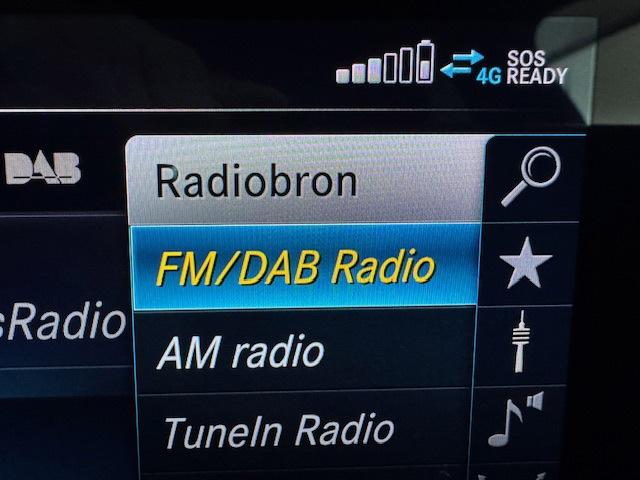 SOS
4G READY
DAB
Radiobron
FM/DAB Radio
sRadio
AM radio
TuneIn Radio